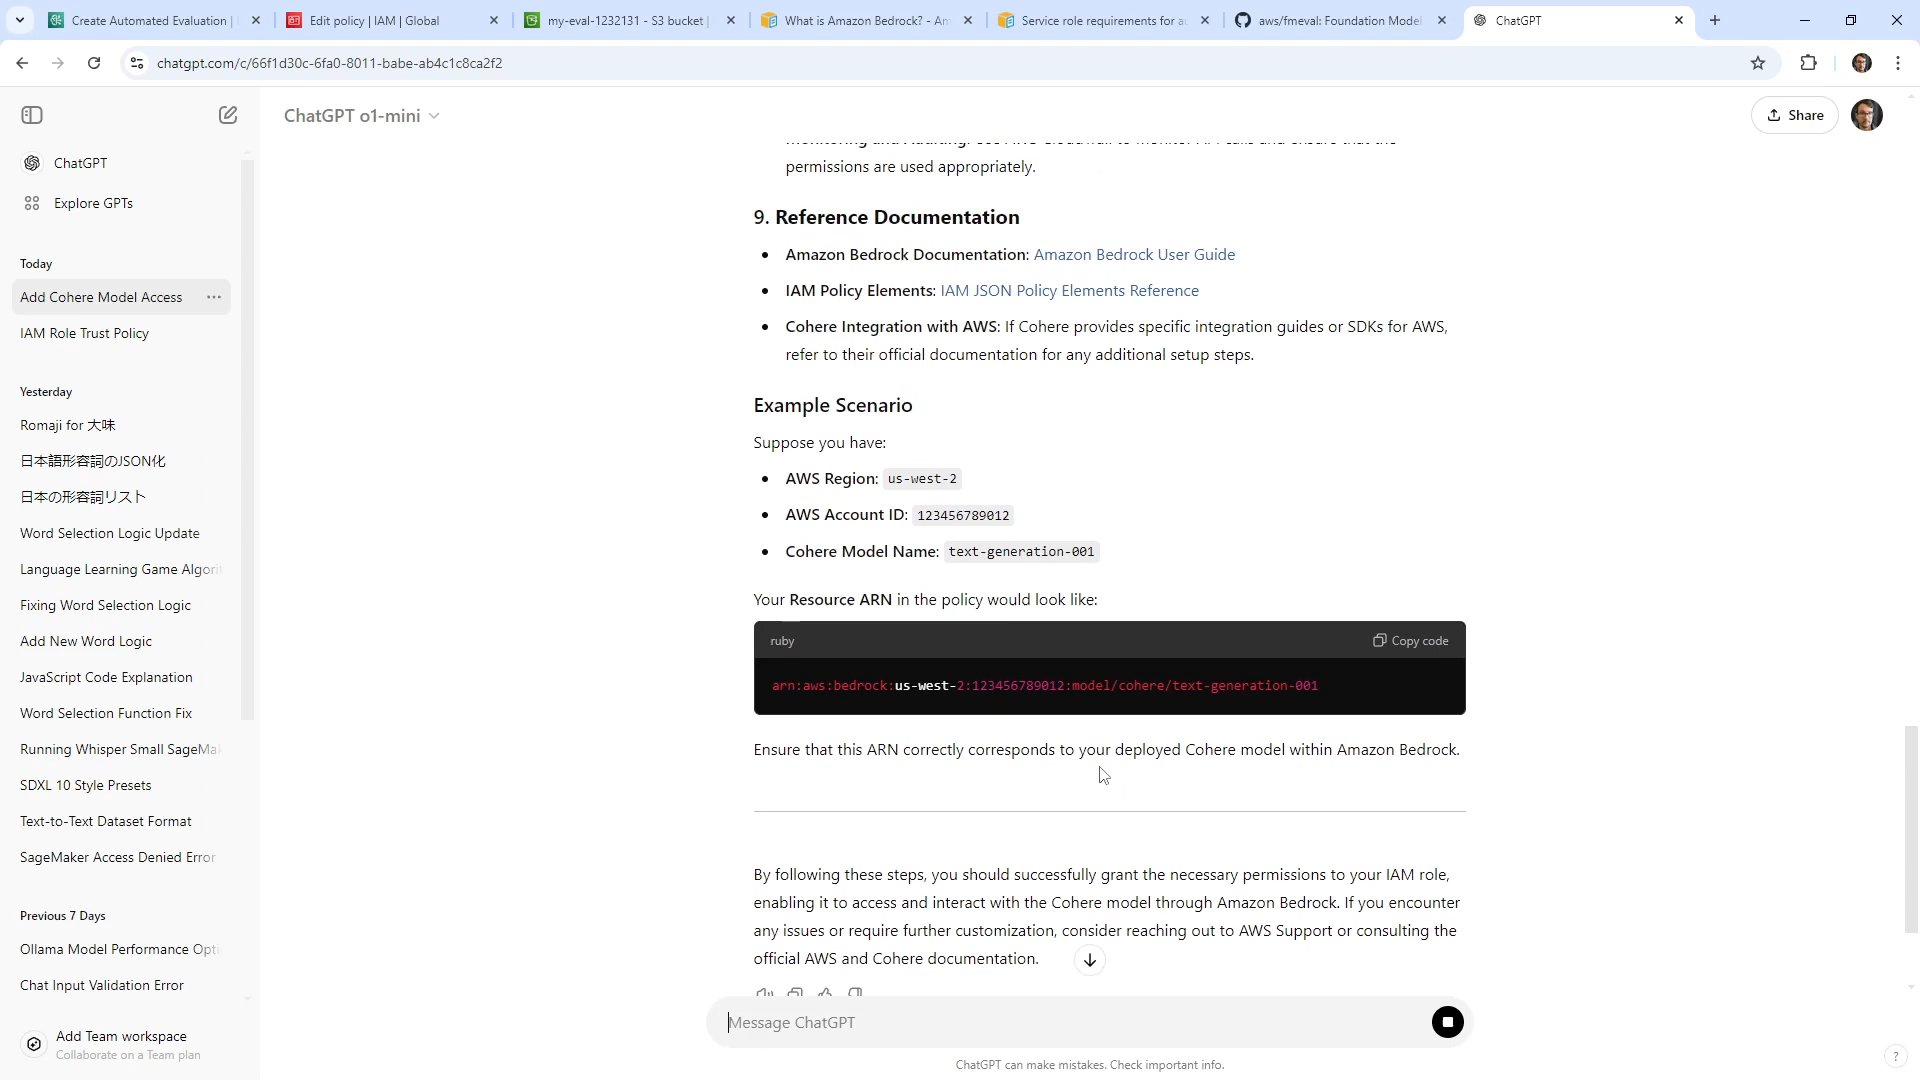 Create Automated Evaluation |
Edit policy | IAM | Global
my-eval-1232131 - S3 bucket |
What is Amazon Bedrock? - Am
Service role requirements for au
aws/fmeval: Foundation Model
ChatGPT
chatgpt.com/c/66f1d30c-6fa0-8011-babe-ab4c1c8ca2f2
ChatGPT o1-mini
Share
ChatGPT
Explore GPTs
Today
Add Cohere Model Access
IAM Role Trust Policy
Yesterday
Romaji for 大味
日本語形容詞のJSON化
日本の形容詞リスト
Word Selection Logic Update
Language Learning Game Algorit
Fixing Word Selection Logic
Add New Word Logic
JavaScript Code Explanation
Word Selection Function Fix
Running Whisper Small SageMak
SDXL 10 Style Presets
Text-to-Text Dataset Format
SageMaker Access Denied Error
Previous 7 Days
Ollama Model Performance Opti
Chat Input Validation Error
Add Team workspace
Collaborate on a Team plan
permissions are used appropriately.
9. Reference Documentation
• Amazon Bedrock Documentation: Amazon Bedrock User Guide
• IAM Policy Elements: IAM JSON Policy Elements Reference
• Cohere Integration with AWS: If Cohere provides specific integration guides or SDKs for AWS,
refer to their official documentation for any additional setup steps.
Example Scenario
Suppose you have:
• AWS Region: us-west-2
• AWS Account ID: 123456789012
• Cohere Model Name: text-generation-001
Your Resource ARN in the policy would look like:
ruby
Copy code
arn:aws:bedrock:us-west-2:123456789012:model/cohere/text-generation-001
Ensure that this ARN correctly corresponds to your deployed Cohere model within Amazon Bedrock.
By following these steps, you should successfully grant the necessary permissions to your IAM role,
enabling it to access and interact with the Cohere model through Amazon Bedrock. If you encounter
any issues or require further customization, consider reaching out to AWS Support or consulting the
official AWS and Cohere documentation.
Message ChatGPT
ChatGPT can make mistakes. Check important info.
?